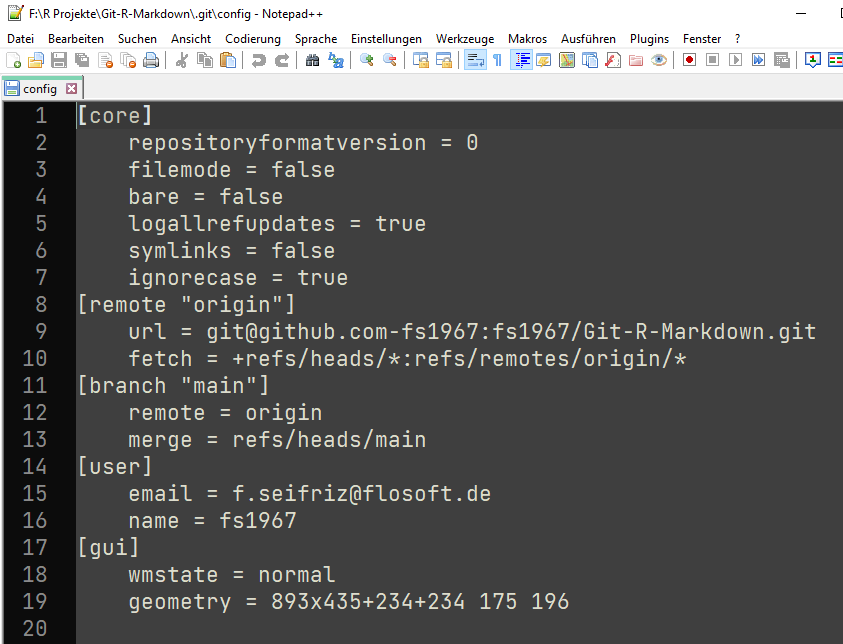 F:\R Projekte\Git-R-Markdown\.git\config - Notepad++
Datei Bearbeiten Suchen Ansicht Codierung Sprache Einstellungen Werkzeuge Makros Ausführen Plugins Fenster ?
config
1 [core]
2 repositoryformatversion = 0
3 filemode = false
4 bare = false
5 logallrefupdates = true
6 symlinks = false
7 ignorecase = true
8 [remote "origin"]
9 url = git@github.com-fs1967:fs1967/Git-R-Markdown.git
10 fetch = +refs/heads/*:refs/remotes/origin/*
11 [branch "main"]
12 remote = origin
13 merge = refs/heads/main
14 [user]
15 email = f.seifriz@flosoft.de
16 name = fs1967
17 [gui]
18 wmstate = normal
19 geometry = 893x435+234+234 175 196
20